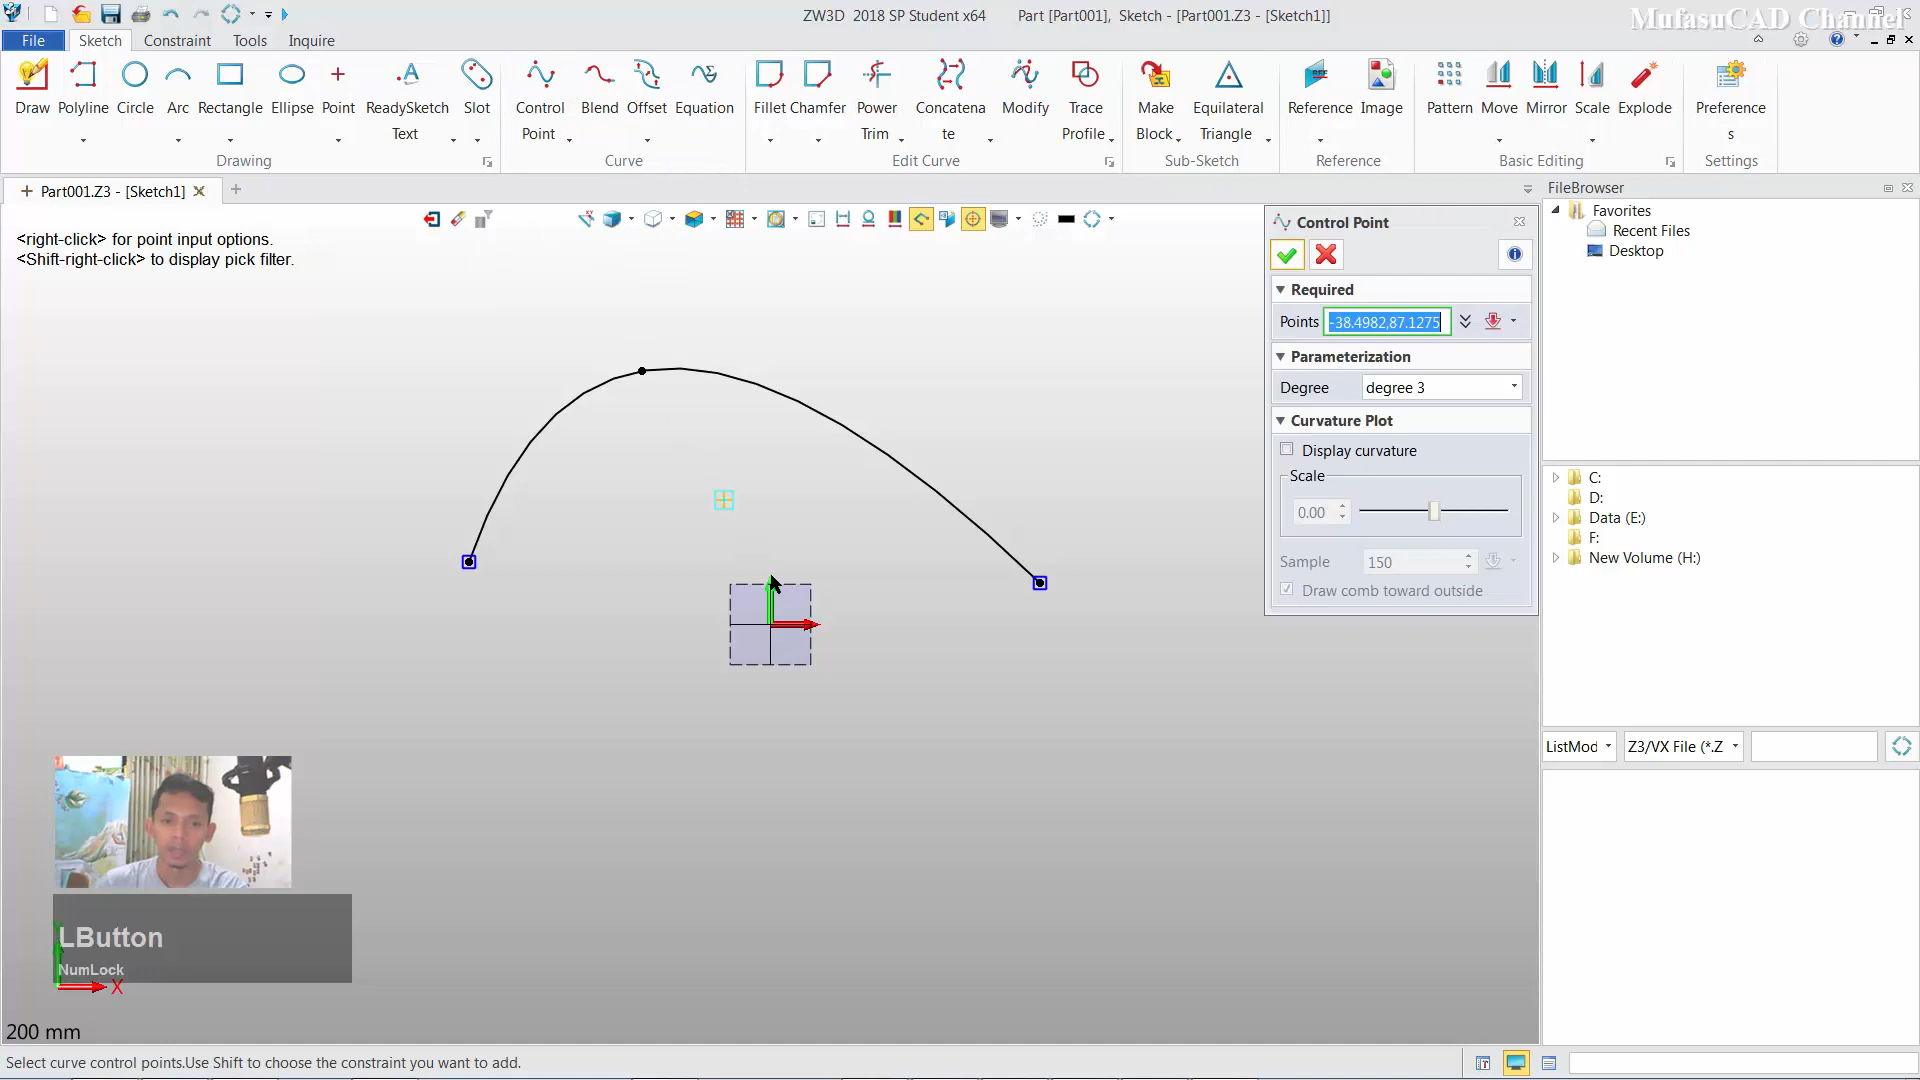 ZW3D 2018 SP Student x64
Part [Part001], Sketch - [Part001.Z3 - [Sketch1]]
MufasuCAD Channel
File
Sketch
Constraint
Tools
Inquire
Draw
Polyline
Circle
Arc
Rectangle
Ellipse
Point
ReadySketch
Text
Slot
Control
Point
Blend
Offset
Equation
Fillet
Chamfer
Power
Trim
Concatena
te
Modify
Trace
Profile
Make
Block
Equilateral
Triangle
Reference
Image
Pattern
Move
Mirror
Scale
Explode
Preference
s
Drawing
Curve
Edit Curve
Sub-Sketch
Reference
Basic Editing
Settings
Part001.Z3 - [Sketch1]
<right-click> for point input options.
<Shift-right-click> to display pick filter.
Control Point
Required
Points
-38.4982,87.1275
Parameterization
Degree
degree 3
Curvature Plot
Display curvature
Scale
0.00
Sample
150
Draw comb toward outside
FileBrowser
Favorites
Recent Files
Desktop
C:
D:
Data (E:)
F:
New Volume (H:)
ListMod
Z3/VX File (*.Z
LButton
NumLock
X
200 mm
Select curve control points.Use Shift to choose the constraint you want to add.